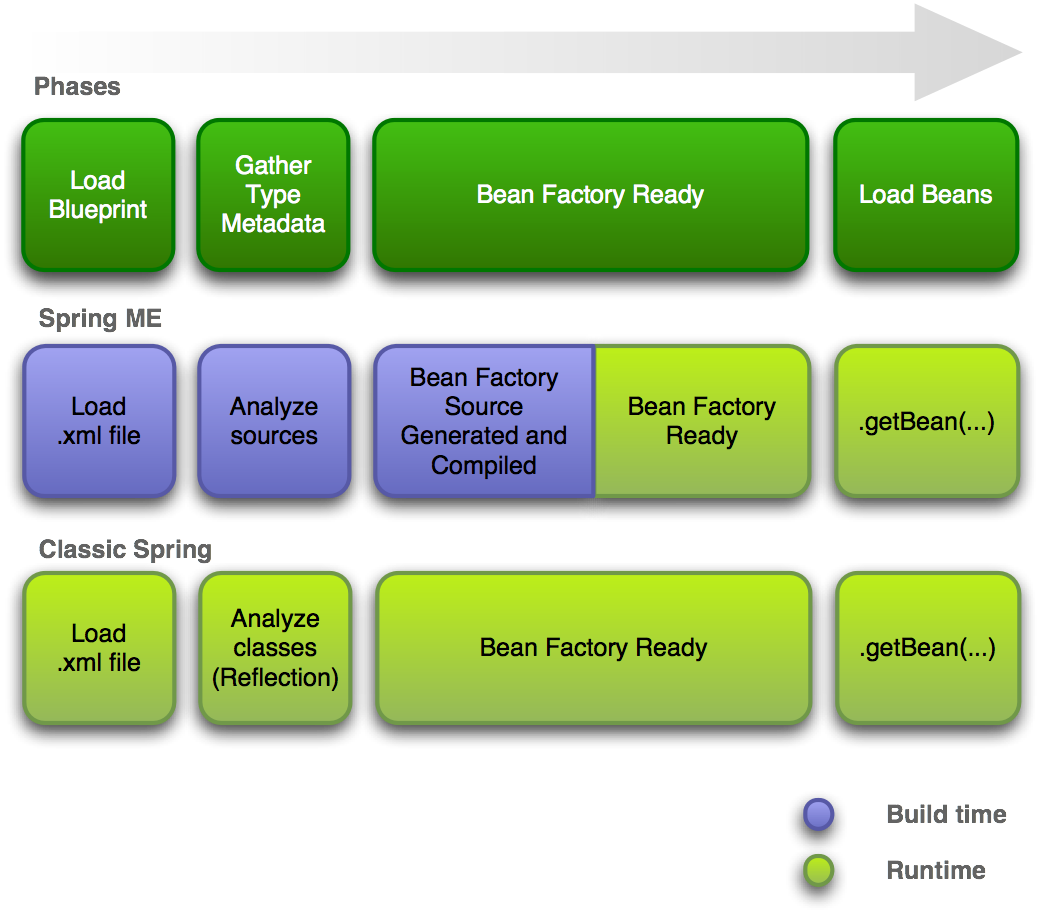 Phases
Load
Blueprint
Gather
Type
Metadata
Bean Factory Ready
Load Beans
Spring ME
Load
.xml file
Analyze
sources
Bean Factory
Source
Generated and
Compiled
Bean Factory
Ready
.getBean(...)
Classic Spring
Load
.xml file
Analyze
classes
(Reflection)
Bean Factory Ready
.getBean(...)
Build time
Runtime